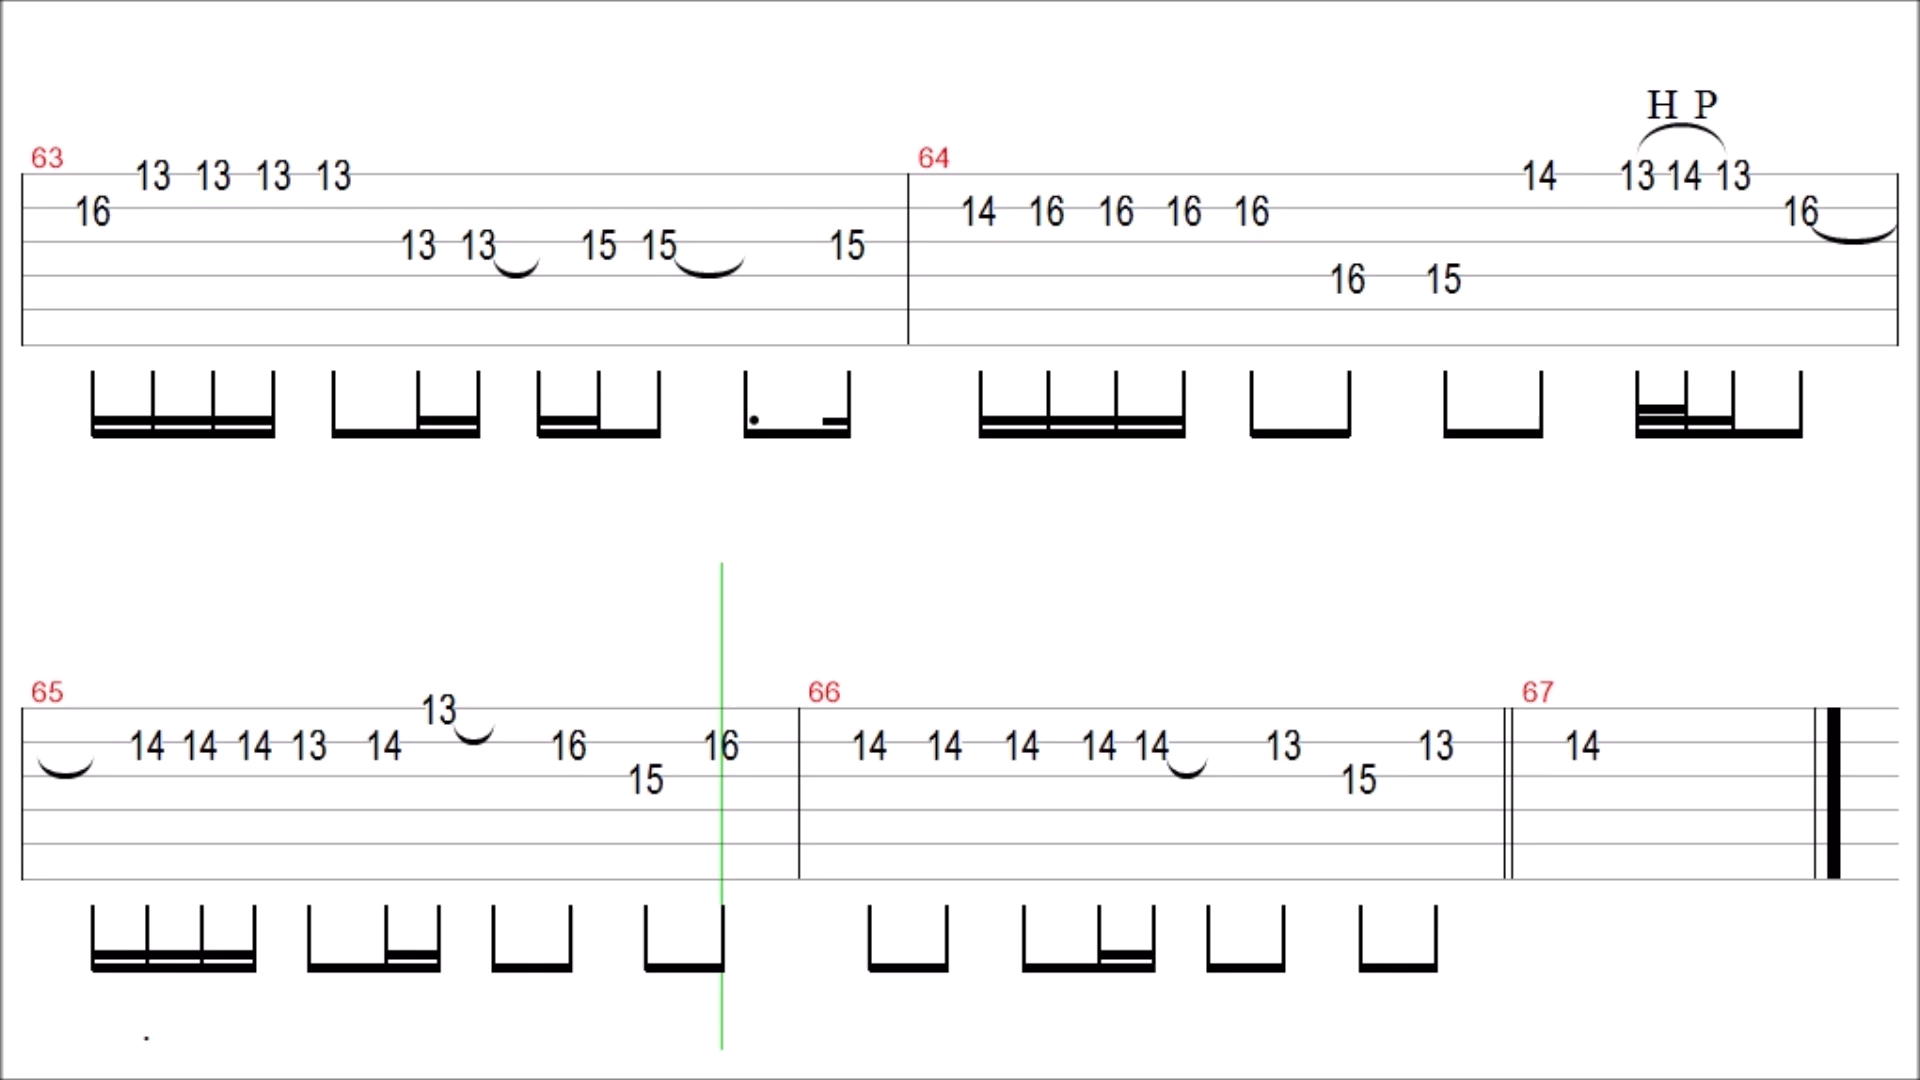 H P
63 64
13 13 13 13 14 13 14 13
16 14 16 16 16 16 16
13 13 15 15 15
16 15
65 66 67
13
14 14 14 13 14 16 16 14 14 14 14 14 13 13 14
15 15